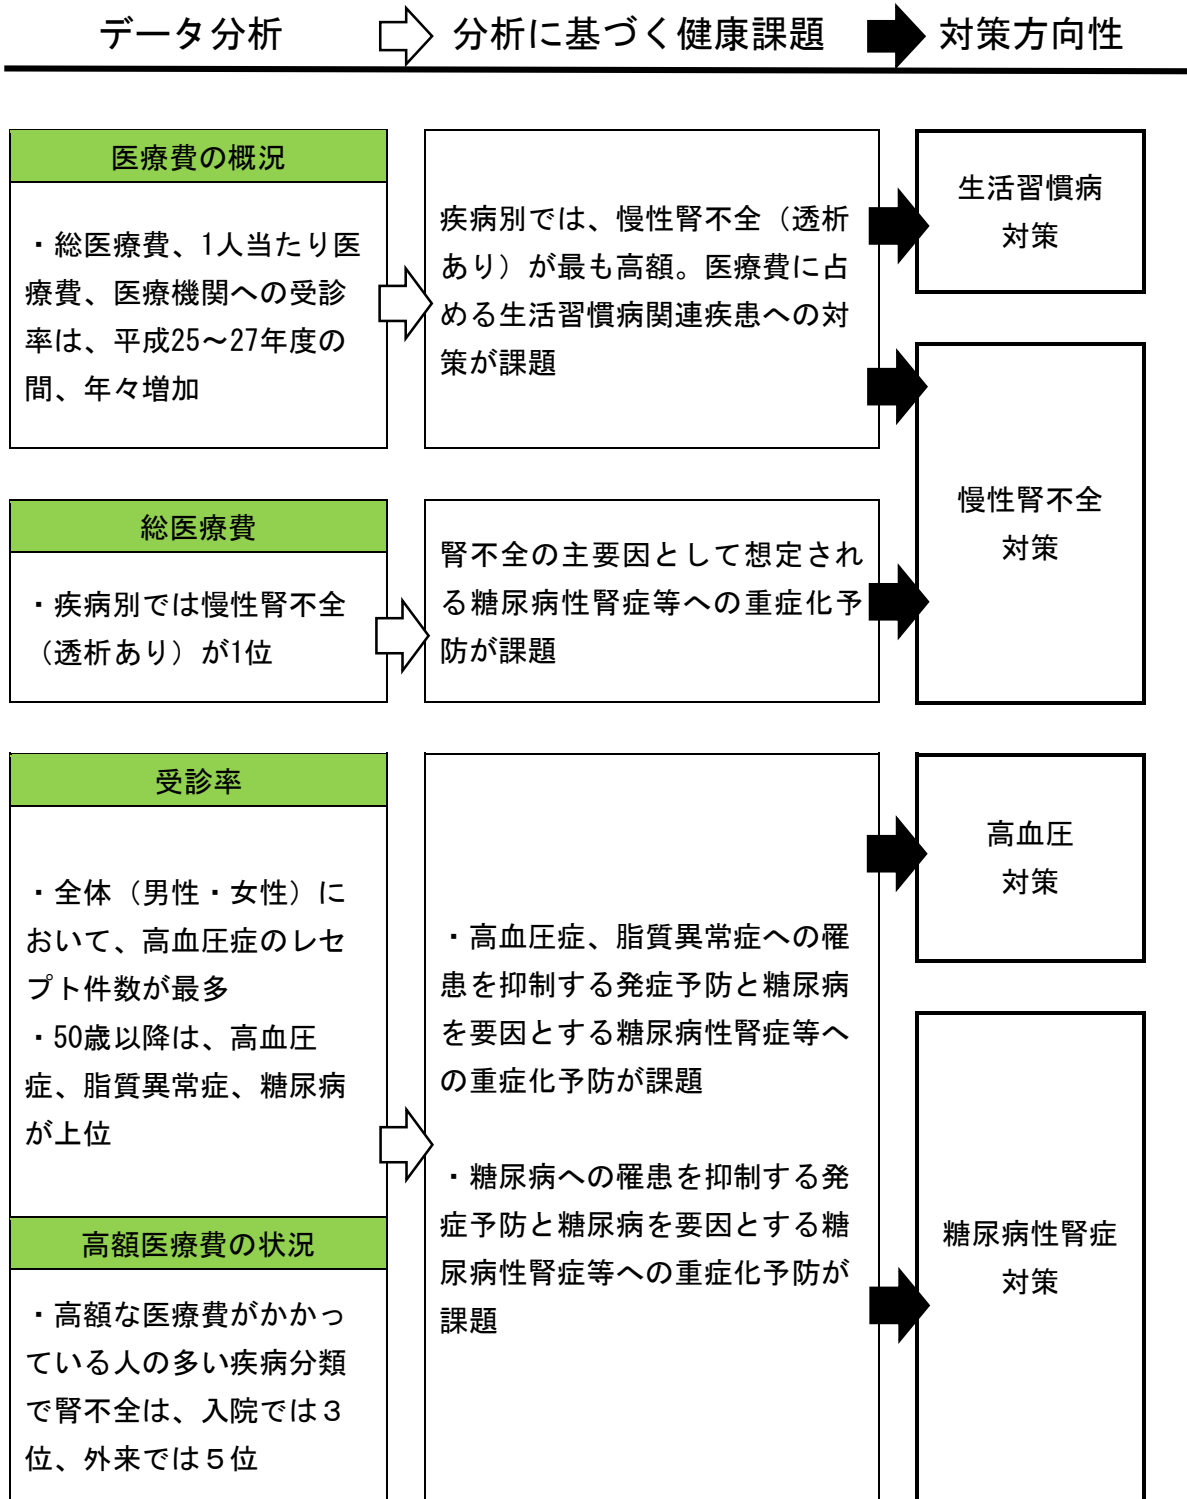 データ分析
分析に基づく健康課題
対策方向性
医療費の概況
・総医療費、1人当たり医
療費、医療機関への受診
率は、平成25～27年度の
間、年々増加
疾病別では、慢性腎不全（透析
あり）が最も高額。医療費に占
める生活習慣病関連疾患への対
策が課題
生活習慣病
対策
総医療費
・疾病別では慢性腎不全
（透析あり）が1位
腎不全の主要因として想定され
る糖尿病性腎症等への重症化予
防が課題
慢性腎不全
対策
受診率
・全体（男性・女性）に
おいて、高血圧症のレセ
プト件数が最多
・50歳以降は、高血圧
症、脂質異常症、糖尿病
が上位
高額医療費の状況
・高額な医療費がかかっ
ている人の多い疾病分類
で腎不全は、入院では３
位、外来では５位
・高血圧症、脂質異常症への罹
患を抑制する発症予防と糖尿病
を要因とする糖尿病性腎症等へ
の重症化予防が課題
・糖尿病への罹患を抑制する発
症予防と糖尿病を要因とする糖
尿病性腎症等への重症化予防が
課題
高血圧
対策
糖尿病性腎症
対策